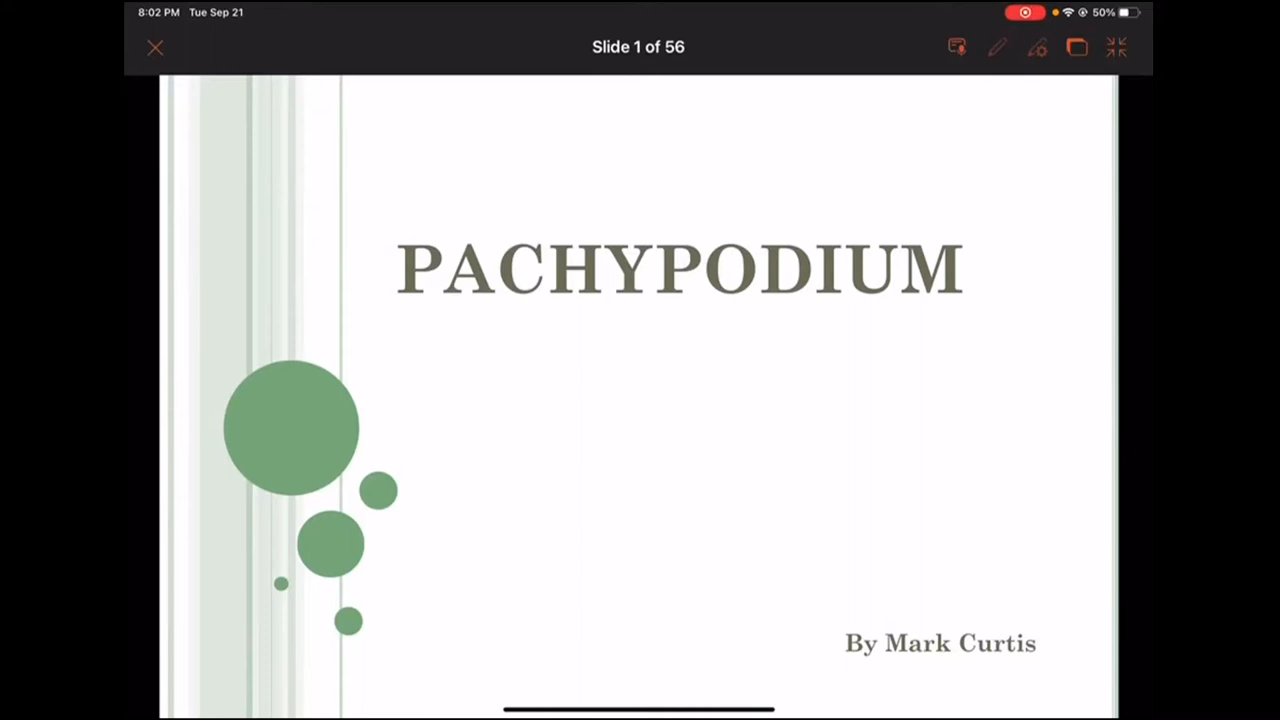 8:02 PM Tue Sep 21
50%
Slide 1 of 56
PACHYPODIUM
By Mark Curtis